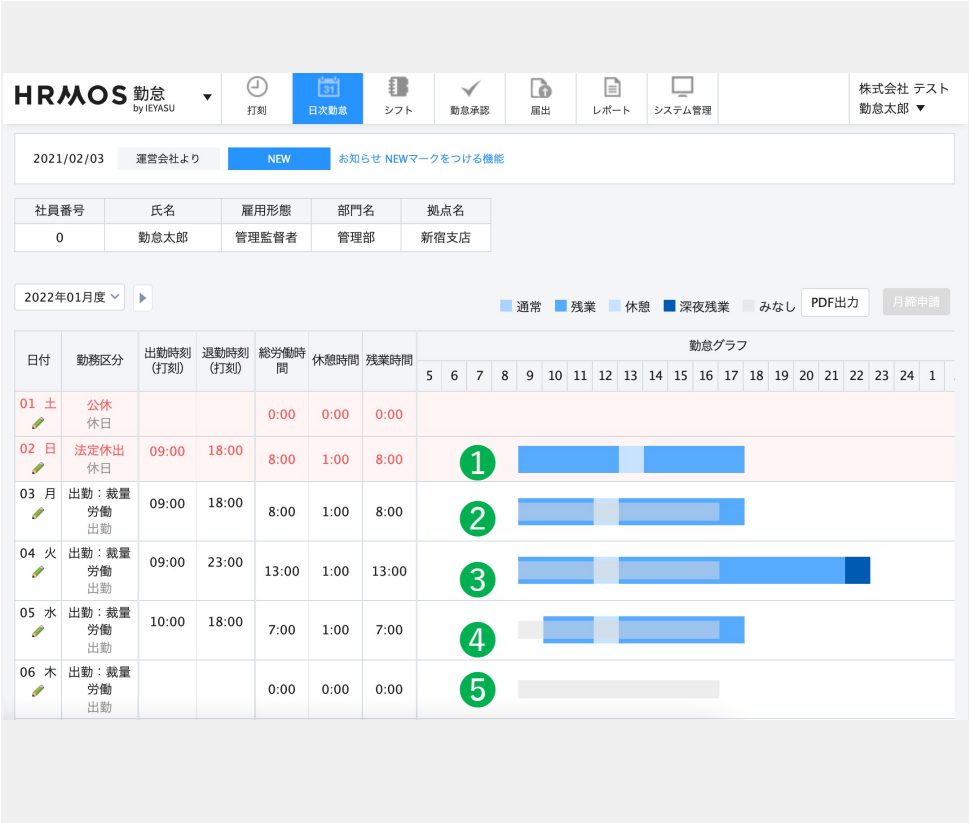 HRMOS 勤怠
by IEYASU
▼
打刻
31
日次勤怠
シフト
勤怠承認
届出
レポート
システム管理
株式会社 テスト
勤怠太郎 ▼
2021/02/03 運営会社より NEW お知らせ NEWマークをつける機能
社員番号 氏名 雇用形態 部門名 拠点名
0 勤怠太郎 管理監督者 管理部 新宿支店
2022年01月度
通常 残業 休憩 深夜残業 みなし PDF出力 月締申請
日付 勤務区分 出勤時刻(打刻) 退勤時刻(打刻) 総労働時間 休憩時間 残業時間 勤怠グラフ
5 6 7 8 9 10 11 12 13 14 15 16 17 18 19 20 21 22 23 24 1
01 土 公休 0:00 0:00 0:00
休日
02 日 法定休出 09:00 18:00 8:00 1:00 8:00 1
休日
03 月 出勤：裁量労働 09:00 18:00 8:00 1:00 8:00 2
出勤
04 火 出勤：裁量労働 09:00 23:00 13:00 1:00 13:00 3
出勤
05 水 出勤：裁量労働 10:00 18:00 7:00 1:00 7:00 4
出勤
06 木 出勤：裁量労働 0:00 0:00 0:00 5
出勤